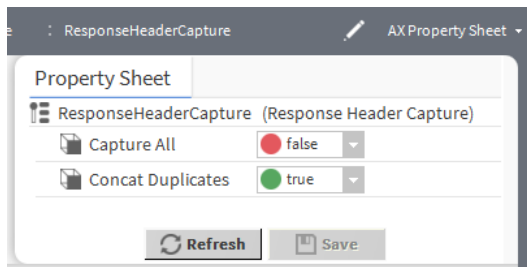 : ResponseHeaderCapture AX Property Sheet
Property Sheet
ResponseHeaderCapture (Response Header Capture)
Capture All false
Concat Duplicates true
Refresh Save